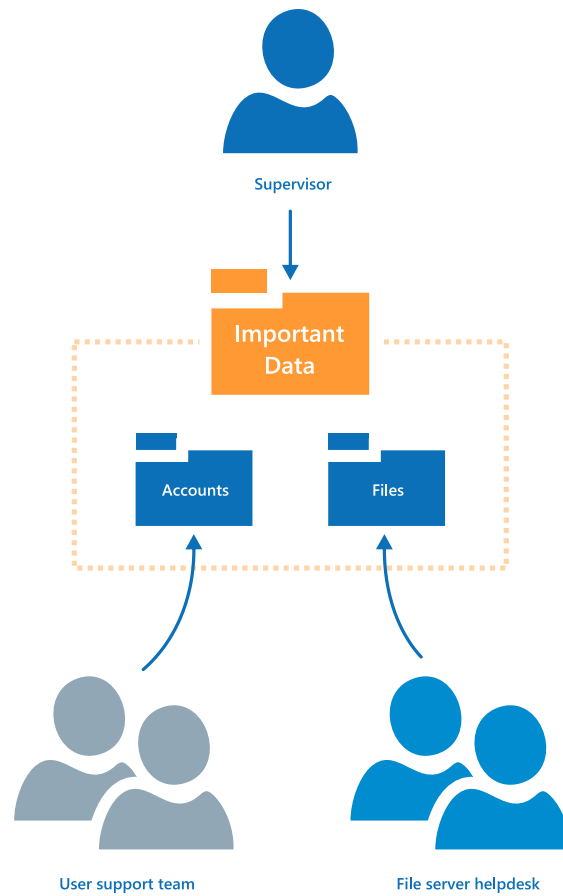 Supervisor
Important
Data
Accounts
Files
User support team
File server helpdesk